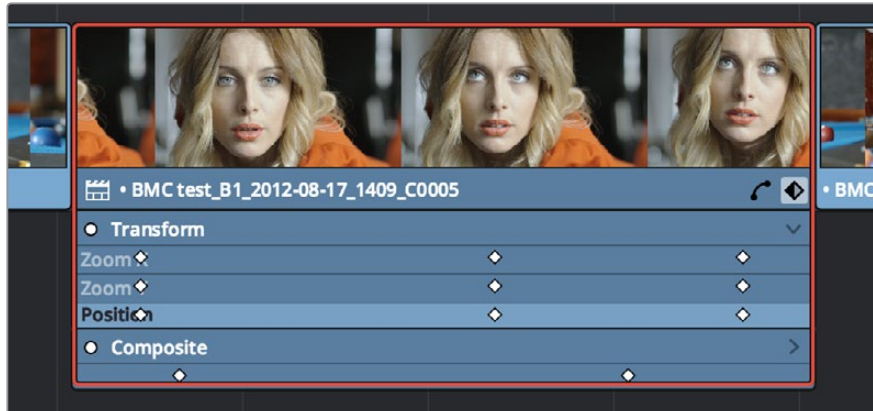 • BMC test_B1_2012-08-17_1409_C0005
• BMC
Transform
Zoom X
Zoom
Position
Composite